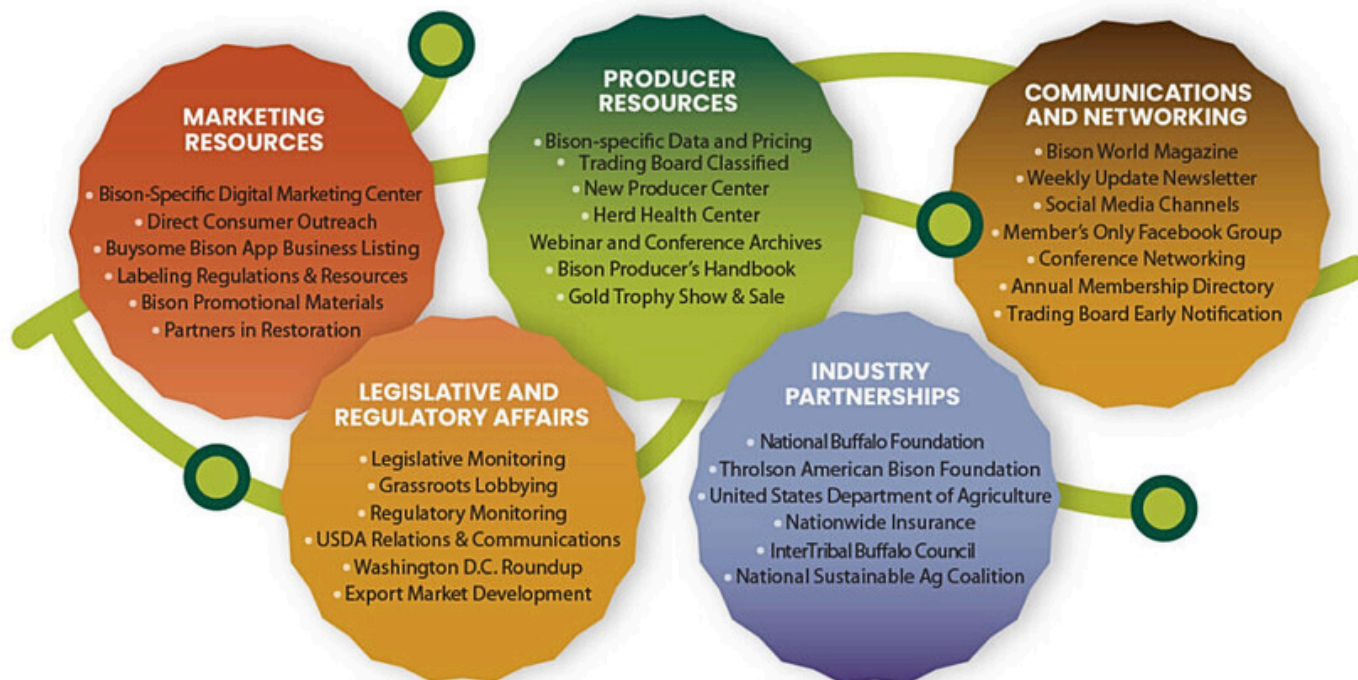 MARKETING
RESOURCES
• Bison-Specific Digital Marketing Center
• Direct Consumer Outreach
• Buysome Bison App Business Listing
• Labeling Regulations & Resources
• Bison Promotional Materials
• Partners in Restoration
PRODUCER
RESOURCES
• Bison-specific Data and Pricing
• Trading Board Classified
• New Producer Center
• Herd Health Center
Webinar and Conference Archives
• Bison Producer's Handbook
• Gold Trophy Show & Sale
COMMUNICATIONS
AND NETWORKING
• Bison World Magazine
• Weekly Update Newsletter
• Social Media Channels
• Member's Only Facebook Group
• Conference Networking
• Annual Membership Directory
• Trading Board Early Notification
LEGISLATIVE AND
REGULATORY AFFAIRS
• Legislative Monitoring
• Grassroots Lobbying
• Regulatory Monitoring
• USDA Relations & Communications
• Washington D.C. Roundup
• Export Market Development
INDUSTRY
PARTNERSHIPS
• National Buffalo Foundation
• Throlson American Bison Foundation
• United States Department of Agriculture
• Nationwide Insurance
• InterTribal Buffalo Council
• National Sustainable Ag Coalition